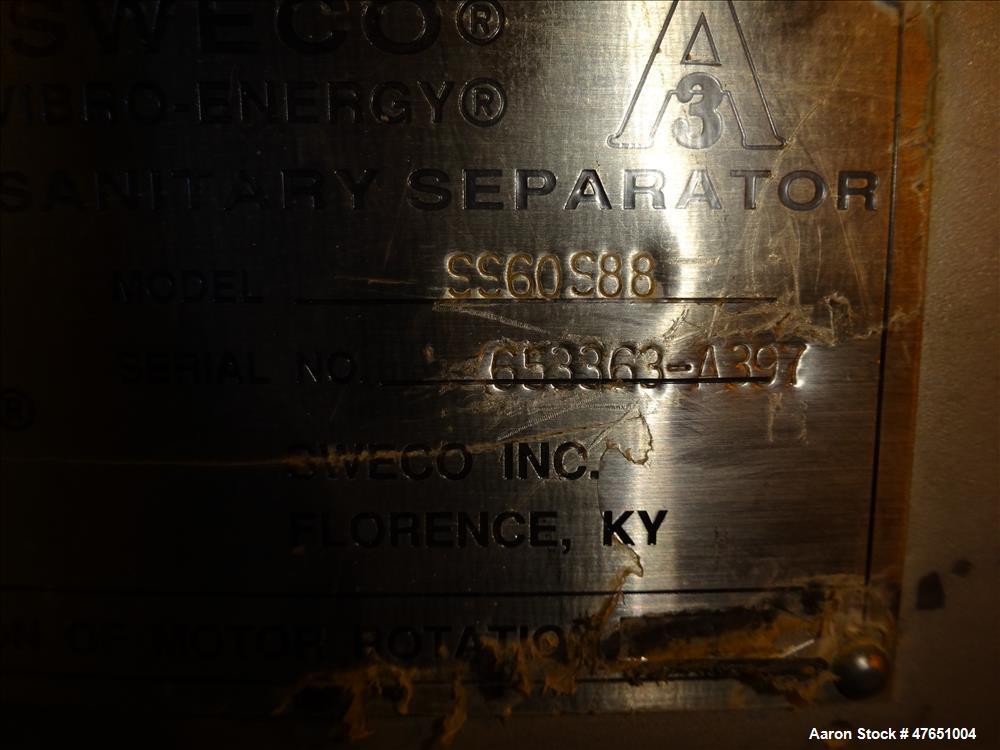 SWECO®
VIBRO-ENERGY®
A
3
SANITARY SEPARATOR
MODEL SS60S88
SERIAL NO. 653363-A397
®
SWECO INC.
FLORENCE, KY
OF MOTOR ROTATION
Aaron Stock # 47651004